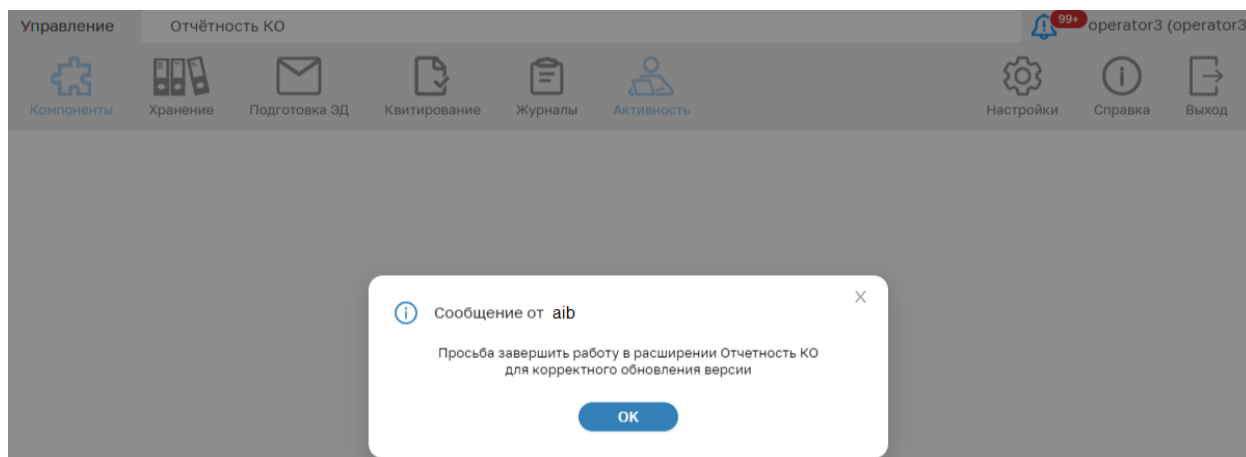 Управление Отчётность КО 99+ operator3 (operator3
Компоненты Хранение Подготовка ЭД Квитирование Журналы Активность Настройки Справка Выход
Сообщение от aib
Просьба завершить работу в расширении Отчетность КО
для корректного обновления версии
OK